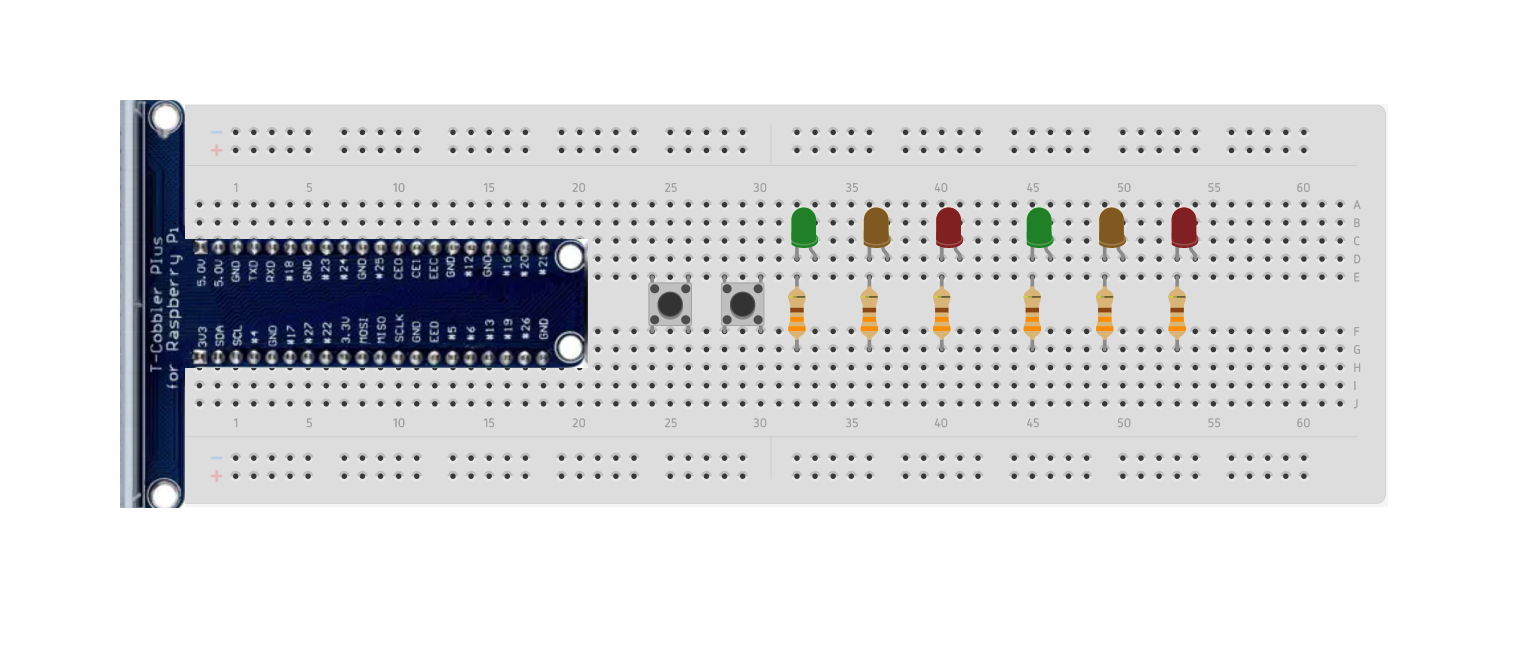 −
+
1 5 10 15 20 25 30 35 40 45 50 55 60
A
B
C
D
E
F
G
H
I
J
T-Cobbler Plus
for Raspberry Pi
5.0V 5.0V GND TXD RXD #18 GND #23 #24 GND #25 CE0 CE1 EEC GND #12 GND #16 #20 #21
3V3 SDA SCL #4 GND #17 #27 #22 3.3V MOSI MISO SCLK GND EED #5 #6 #13 #19 #26 GND
1 5 10 15 20 25 30 35 40 45 50 55 60
−
+